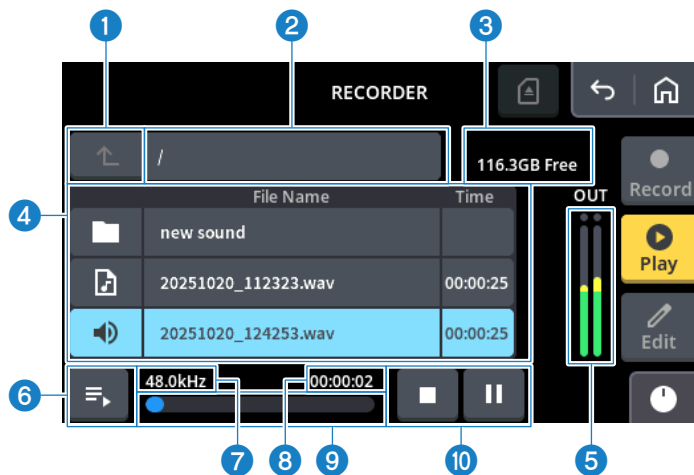 1
2
3
RECORDER
/
116.3GB Free
Record
4
File Name
Time
OUT
new sound
Play
20251020_112323.wav
00:00:25
20251020_124253.wav
00:00:25
Edit
6
48.0kHz
00:00:02
7
8
9
10
5